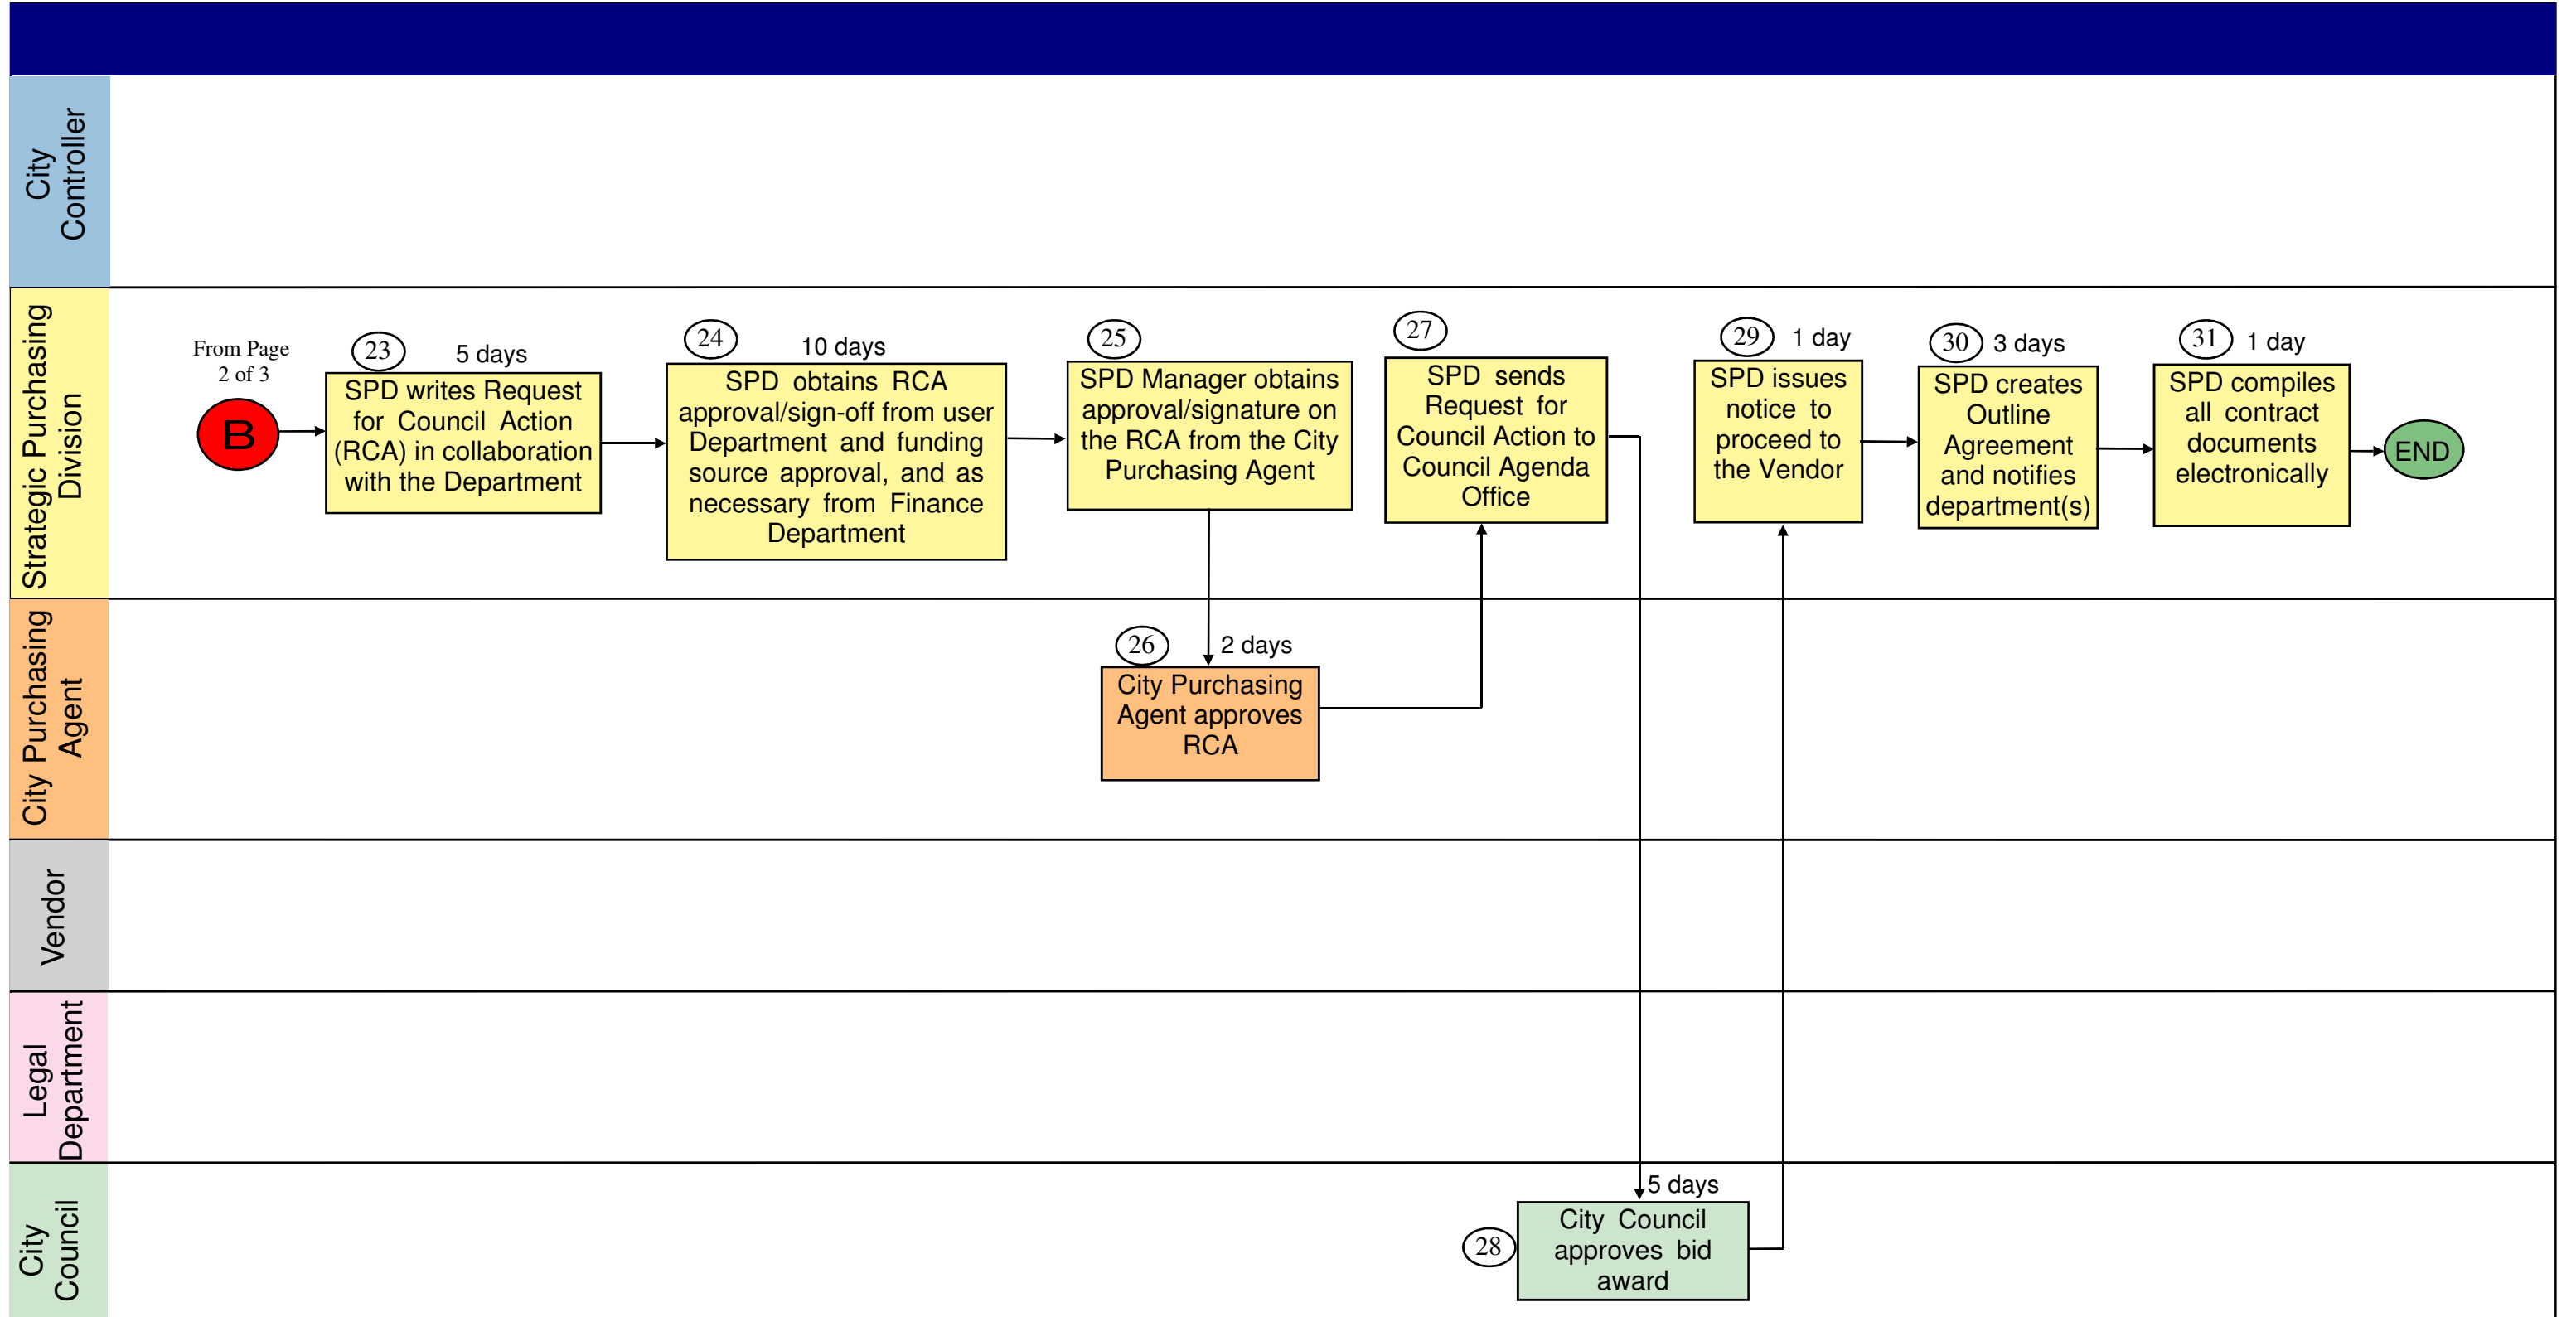 City
Controller
Strategic Purchasing
Division
From Page
2 of 3
B
23
5 days
SPD writes Request
for Council Action
(RCA) in collaboration
with the Department
24
10 days
SPD obtains RCA
approval/sign-off from user
Department and funding
source approval, and as
necessary from Finance
Department
25
SPD Manager obtains
approval/signature on
the RCA from the City
Purchasing Agent
27
SPD sends
Request for
Council Action to
Council Agenda
Office
29
1 day
SPD issues
notice to
proceed to
the Vendor
30
3 days
SPD creates
Outline
Agreement
and notifies
department(s)
31
1 day
SPD compiles
all contract
documents
electronically
END
City Purchasing
Agent
26
2 days
City Purchasing
Agent approves
RCA
Vendor
Legal
Department
City
Council
5 days
28
City Council
approves bid
award